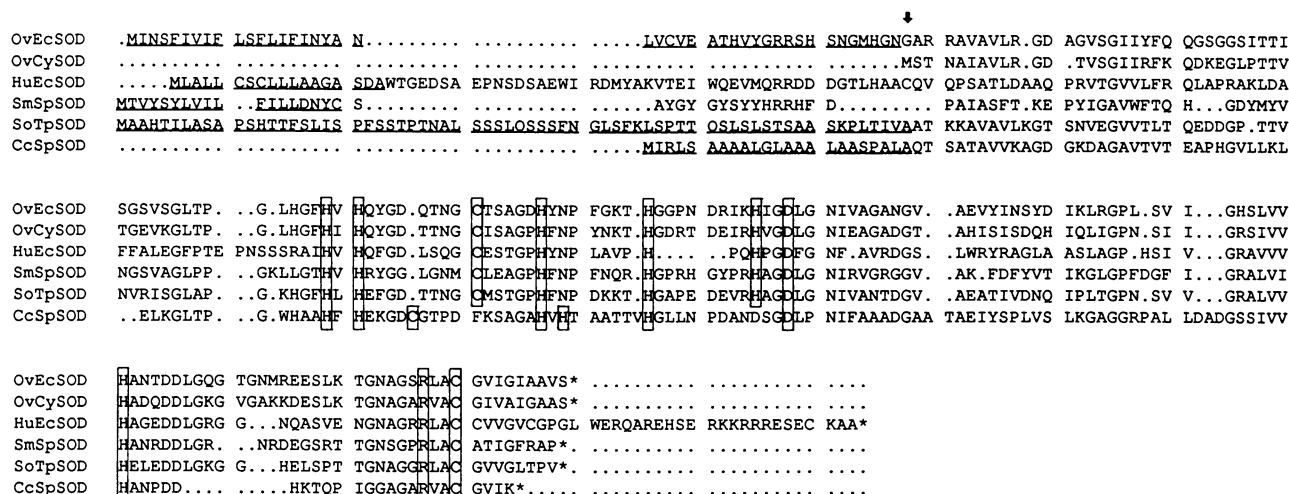 OvEcSOD .MINSFIVIF LSFLIFINYA N......... .......... .......... ......LVCVE ATHVYGRRSH SNGMHGNGAR RAVAVLR.GD AGVSGIIYFQ QGSGGSITTI
OvCySOD .......... .......... .......... .......... .......... .......... .......... .......MST NAIAVLR.GD .TVSGIIRFK QDKEGLPTTV
HuEcSOD .....MLALL CSCLLLAAGA SDAWTGEDSA EPNSDSAEWI RDMYAKVTEI WQEVMQRRDD DGTLHAACQV QPSATLDAAQ PRVTGVVLFR QLAPRAKLDA
SmSpSOD MTVYSYLVIL .FILLDNYCS .......... .......... .......... AYGYG YSYYHRRHFD D......... PAIASFT.KE PYIGAVWFTQ H...GDYMYV
SoTpSOD MAAHTILASA PSHTTFSLIS PFSSTPTNAL SSSLQSSSFN GLSFKLSPTT QSLSLSTSAA SKPLTIVAAT KKAVAVLKGT SNVEGVVTLT QEDDGP.TTV
CcSpSOD .......... .......... .......... .......... .....MIRLS AAAALGLAAA LAASPALAQT SATATAVVKAGD GKDAGAVTVT EAPHGVLLKL
OvEcSOD SGSVSGLTP. ..G.LHGFHV HQYGD.QTNG CTSAGDHYNP FGKT.HGGPN DRIKHIGDLG NIVAGANGV. .AEVYINSYD IKLRGPL.SV I...GHSLVV
OvCySOD TGEVKGLTP. ..G.LHGFHI HQYGD.TTNG CISAGPHFNP YNKT.HGDRT DEIRHVGDLG NIEAGADGT. .AHISISDQH IQLIGPN.SI I...GRSIVV
HuEcSOD FFALEGFPTE PNSSSRAIHV HQFGD.LSQG CESTGPHYNP LAVP.H.... ..PQHPGDFG NF.AVRDGS. .LWRYRAGLA ASLAGP.HSI V...GRAVVV
SmSpSOD NGSVAGLPP. ..GKLLGTHV HRYGG.LGNM CLEAGPHFNP FNQR.HGPRH GYPRHAGDLG NIRVGRGGV. .AK.FDFYVT IKGLGPFDGF I...GRALVI
SoTpSOD NVRISGLAP. ..G.KHGFHL HEFGD.TTNG CMSTGPHFNP DKKT.HGAPE DEVRHAGDLG NIVANTDGV. .AEATIVDNQ IPLTGPN.SV V...GRALVV
CcSpSOD ..ELKGLTP. ..G.WHAAHF HEKGDCGTPD FKSAGAHVHT AATTVHGLLN PDANDSGDLP NIFAAADGAA TAEIYSPLVS LKGAGGRPAL LDADGSSIVV
OvEcSOD HANTDDLGQG TGNMREESLK TGNAGSRLAC GVIGIAAVS* .......... .......... ....
OvCySOD HADQDDLGKG VGAKKDESLK TGNAGARVAC GIVAIGAAS* .......... .......... ....
HuEcSOD HAGEDDLGRG G...NQASVE NGNAGRRLAC CVVGVCGPGL WERQAREHSE RKKRRRESEC KAA*
SmSpSOD HANRDDLGR. .NRDEGSRTT GNSGPRLAC ATIGFRAP*. .......... .......... ....
SoTpSOD HELEDDLGKG G...HELSPT TGNAGGRLAC GVVGLTPV*. .......... .......... ....
CcSpSOD HANPDD.... ....HKTQP IGGAGARVAC GVIK*..... .......... .......... ....